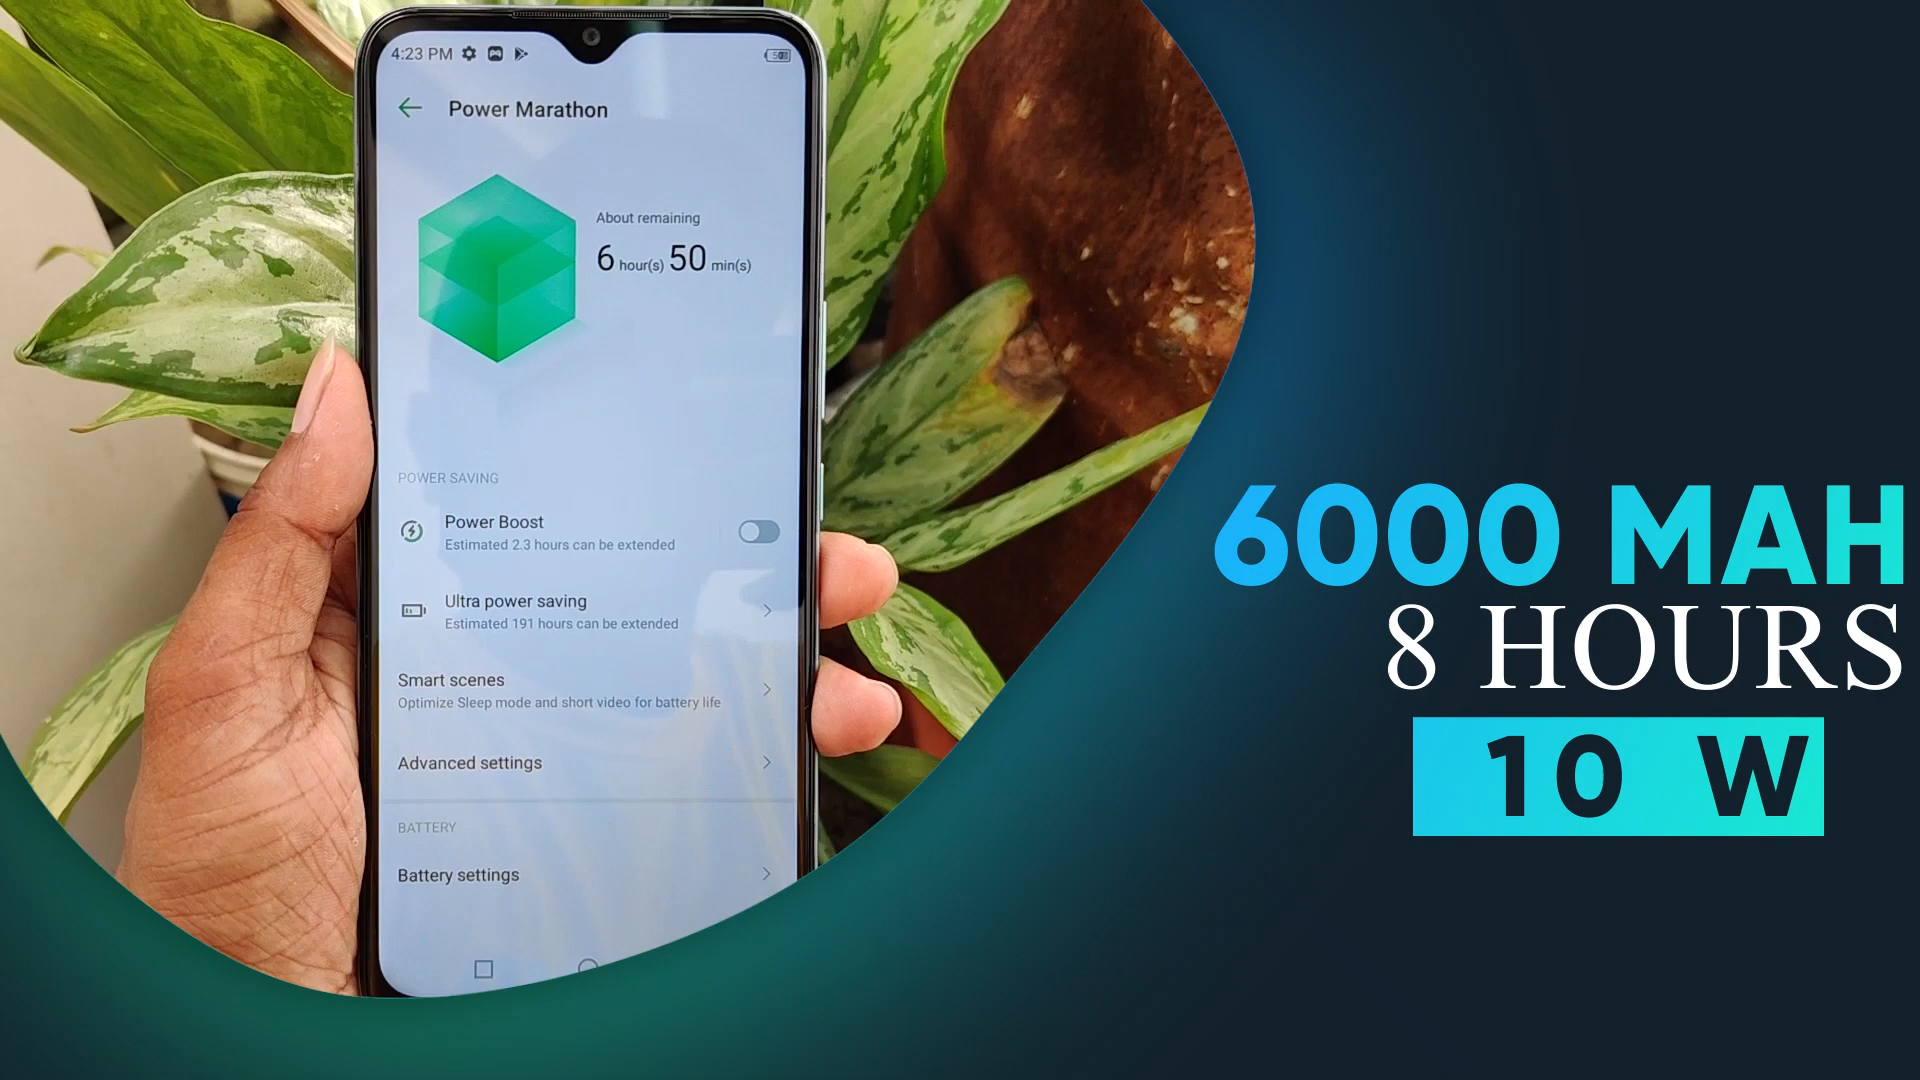 4:23 PM
Power Marathon
About remaining
6 hour(s) 50 min(s)
POWER SAVING
Power Boost
Estimated 2.3 hours can be extended
Ultra power saving
Estimated 191 hours can be extended
Smart scenes
Optimize Sleep mode and short video for battery life
Advanced settings
BATTERY
Battery settings
6000 MAH
8 HOURS
10 W